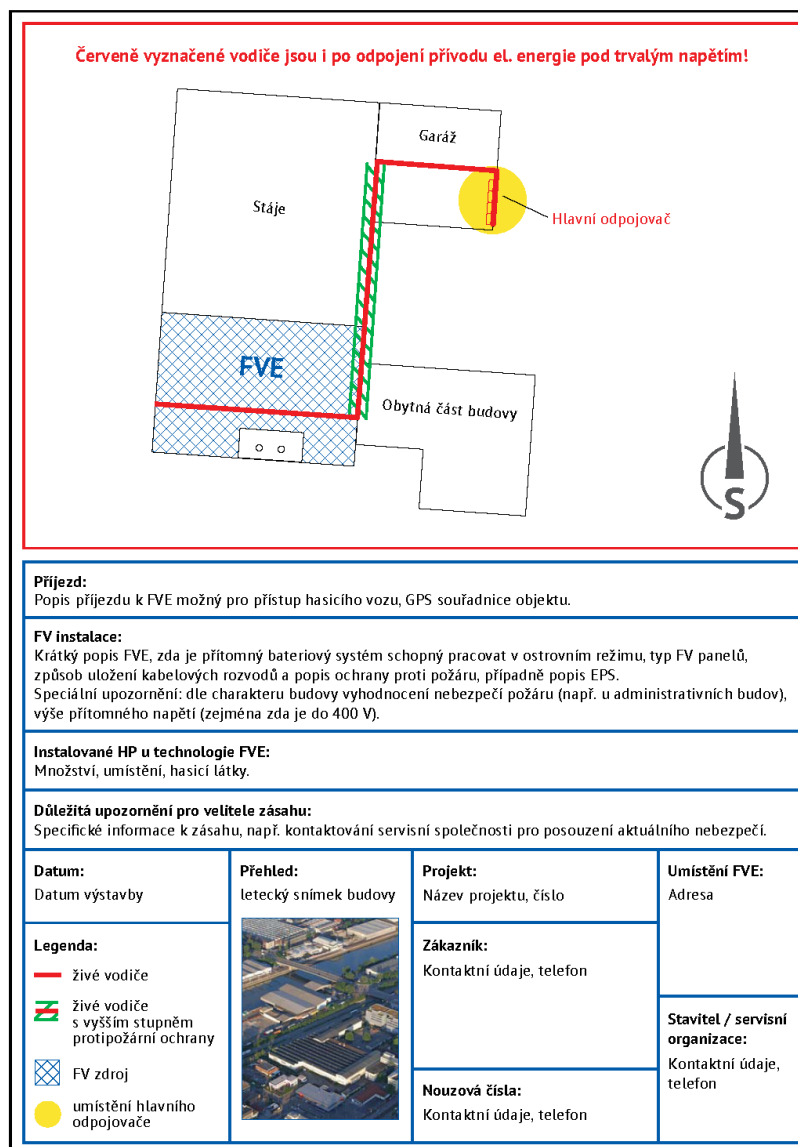 Červeně vyznačené vodiče jsou i po odpojení přívodu el. energie pod trvalým napětím!
Garáž
Stáje
Hlavní odpojovač
FVE
Obytná část budovy
S
Příjezd:
Popis příjezdu k FVE možný pro přístup hasicího vozu, GPS souřadnice objektu.
FV instalace:
Krátký popis FVE, zda je přítomný bateriový systém schopný pracovat v ostrovním režimu, typ FV panelů,
způsob uložení kabelových rozvodů a popis ochrany proti požáru, případně popis EPS.
Speciální upozornění: dle charakteru budovy vyhodnocení nebezpečí požáru (např. u administrativních budov),
výše přítomného napětí (zejména zda je do 400 V).
Instalované HP u technologie FVE:
Množství, umístění, hasicí látky.
Důležitá upozornění pro velitele zásahu:
Specifické informace k zásahu, např. kontaktování servisní společnosti pro posouzení aktuálního nebezpečí.
Datum:
Datum výstavby
Přehled:
letecký snímek budovy
Projekt:
Název projektu, číslo
Umístění FVE:
Adresa
Legenda:
živé vodiče
živé vodiče
s vyšším stupněm
protipožární ochrany
FV zdroj
umístění hlavního
odpojovače
Zákazník:
Kontaktní údaje, telefon
Nouzová čísla:
Kontaktní údaje, telefon
Stavitel / servisní
organizace:
Kontaktní údaje,
telefon